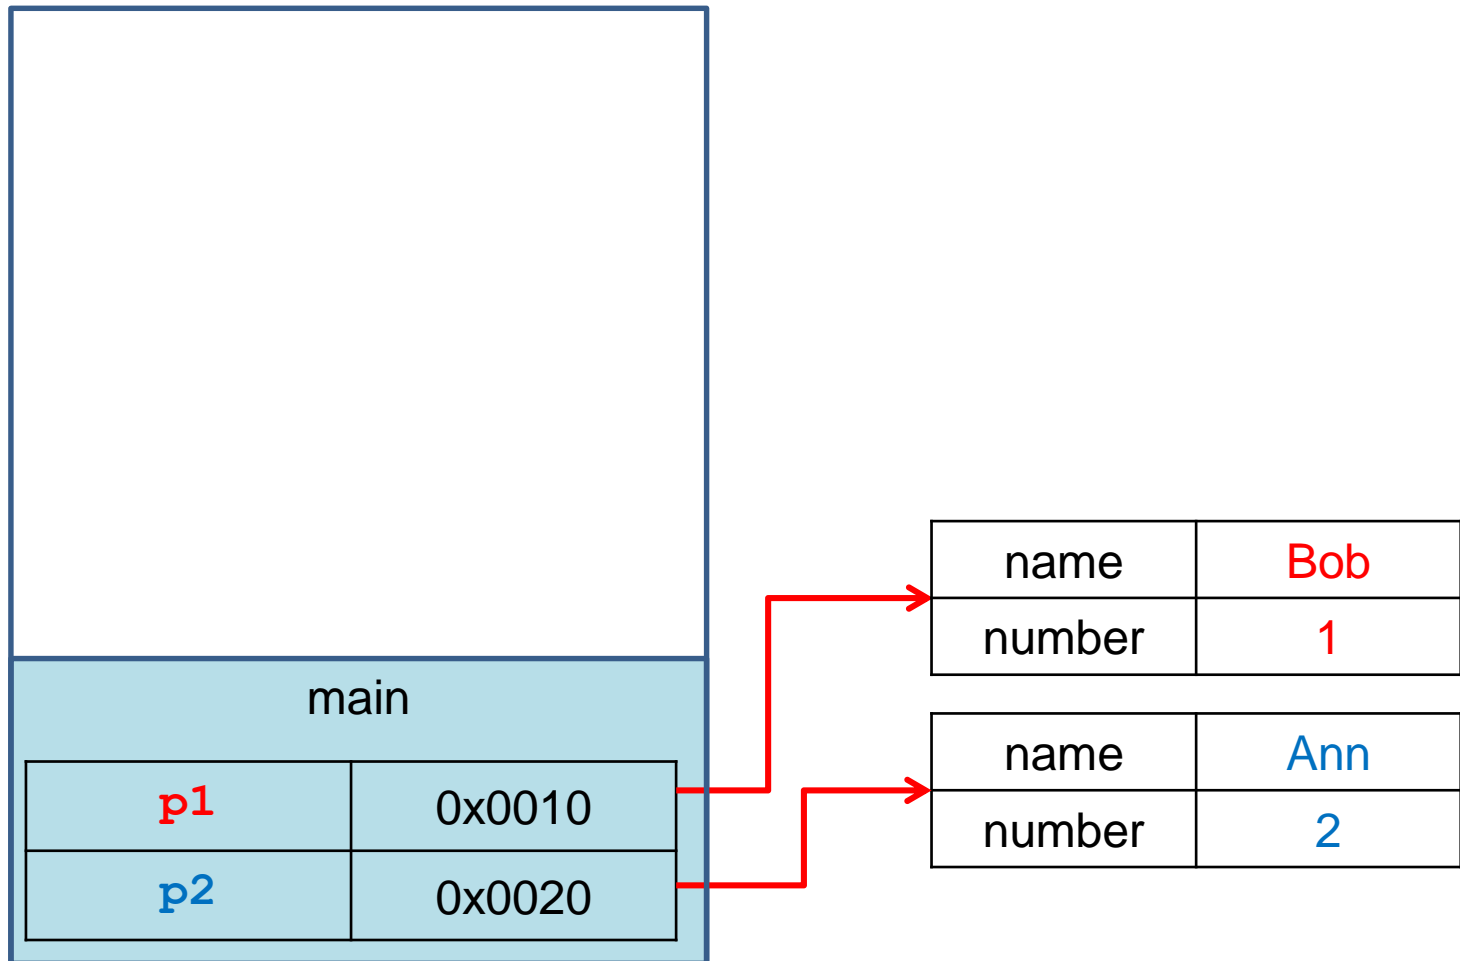 name Bob
number 1
main
name Ann
p1 0x0010
number 2
p2 0x0020